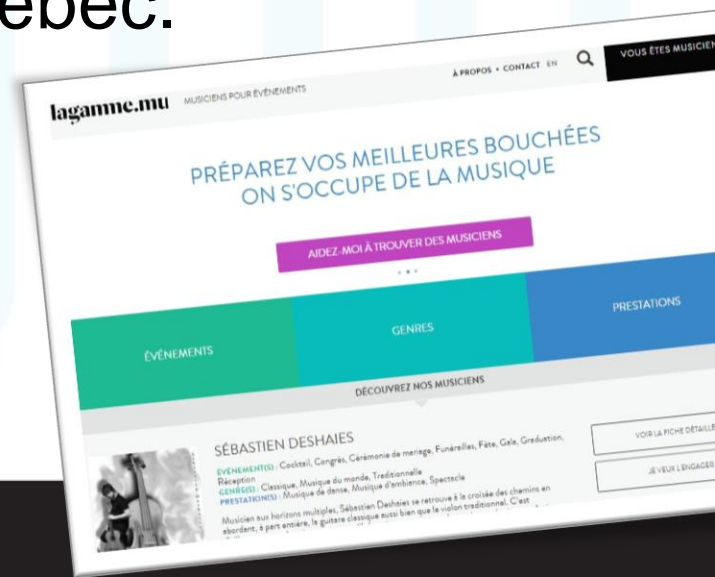 ébec.
lagamme.mu MUSICIENS POUR ÉVÉNEMENTS À PROPOS • CONTACT EN VOUS ÊTES MUSICIEN
PRÉPAREZ VOS MEILLEURES BOUCHÉES
ON S'OCCUPE DE LA MUSIQUE
AIDEZ-MOI À TROUVER DES MUSICIENS
ÉVÉNEMENTS GENRES PRESTATIONS
DÉCOUVREZ NOS MUSICIENS
SÉBASTIEN DESHAIES
ÉVÉNEMENT(S) : Cocktail, Congrès, Cérémonie de mariage, Funérailles, Fête, Gala, Graduation,
Réception
GENRE(S) : Classique, Musique du monde, Traditionnelle
PRESTATION(S) : Musique de danse, Musique d'ambiance, Spectacle
Musicien aux horizons multiples, Sébastien Deshaies se retrouve à la croisée des chemins en
abordant, à part entière, la guitare classique aussi bien que le violon traditionnel. C'est
VOIR LA FICHE DÉTAILLÉ
JE VEUX L'ENGAGER